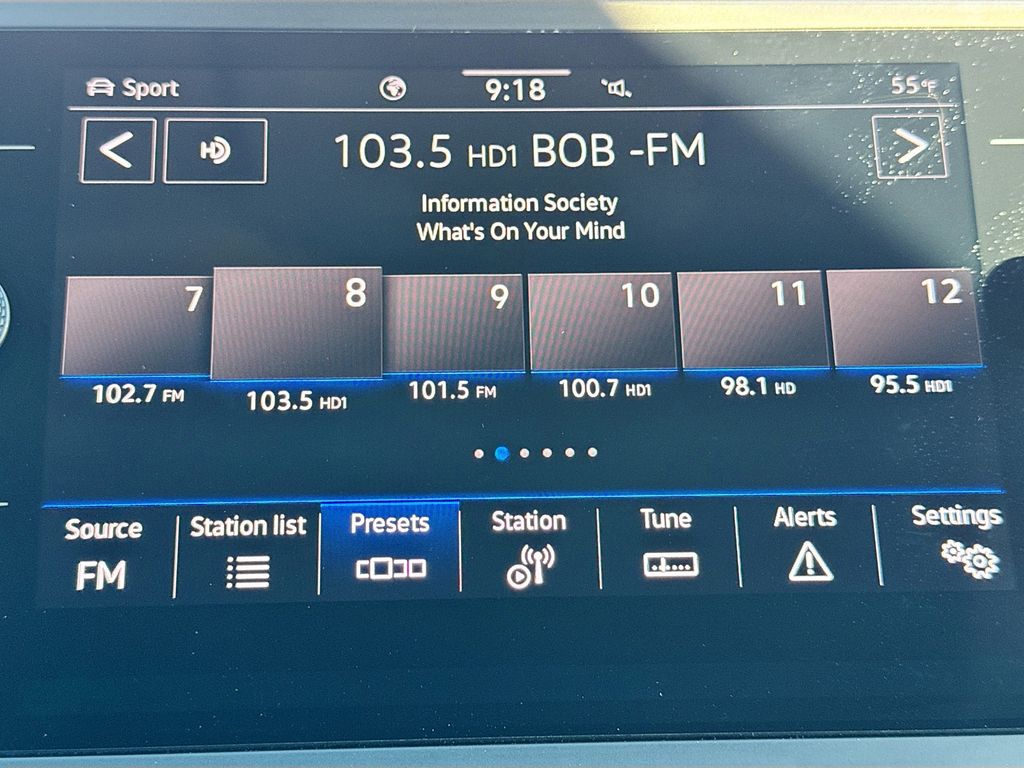 Sport 9:18 55°F
HD 103.5 HD1 BOB -FM
Information Society
What's On Your Mind
7 8 9 10 11 12
102.7 FM 103.5 HD1 101.5 FM 100.7 HD1 98.1 HD 95.5 HD1
Source Station list Presets Station Tune Alerts Settings
FM